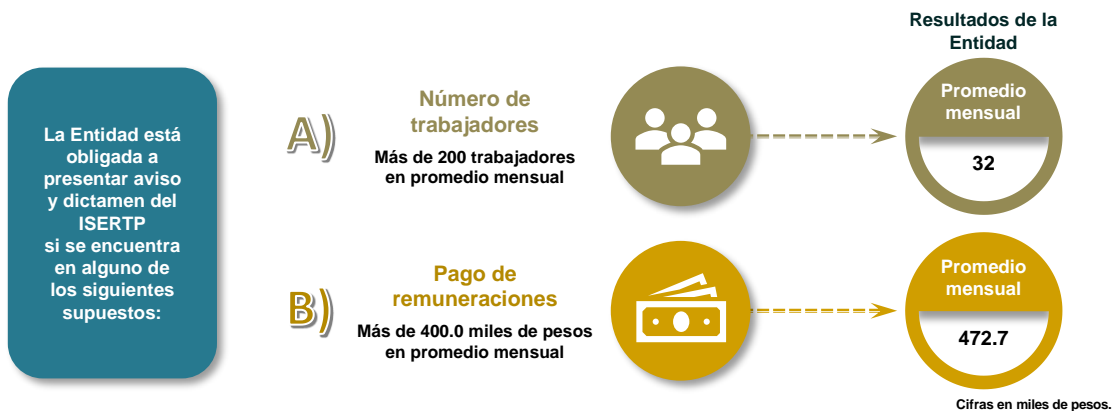 La Entidad está
obligada a
presentar aviso
y dictamen del
ISERTP
si se encuentra
en alguno de
los siguientes
supuestos:
A)
Número de
trabajadores
Más de 200 trabajadores
en promedio mensual
Resultados de la
Entidad
Promedio
mensual
32
B)
Pago de
remuneraciones
Más de 400.0 miles de pesos
en promedio mensual
Promedio
mensual
472.7
Cifras en miles de pesos.